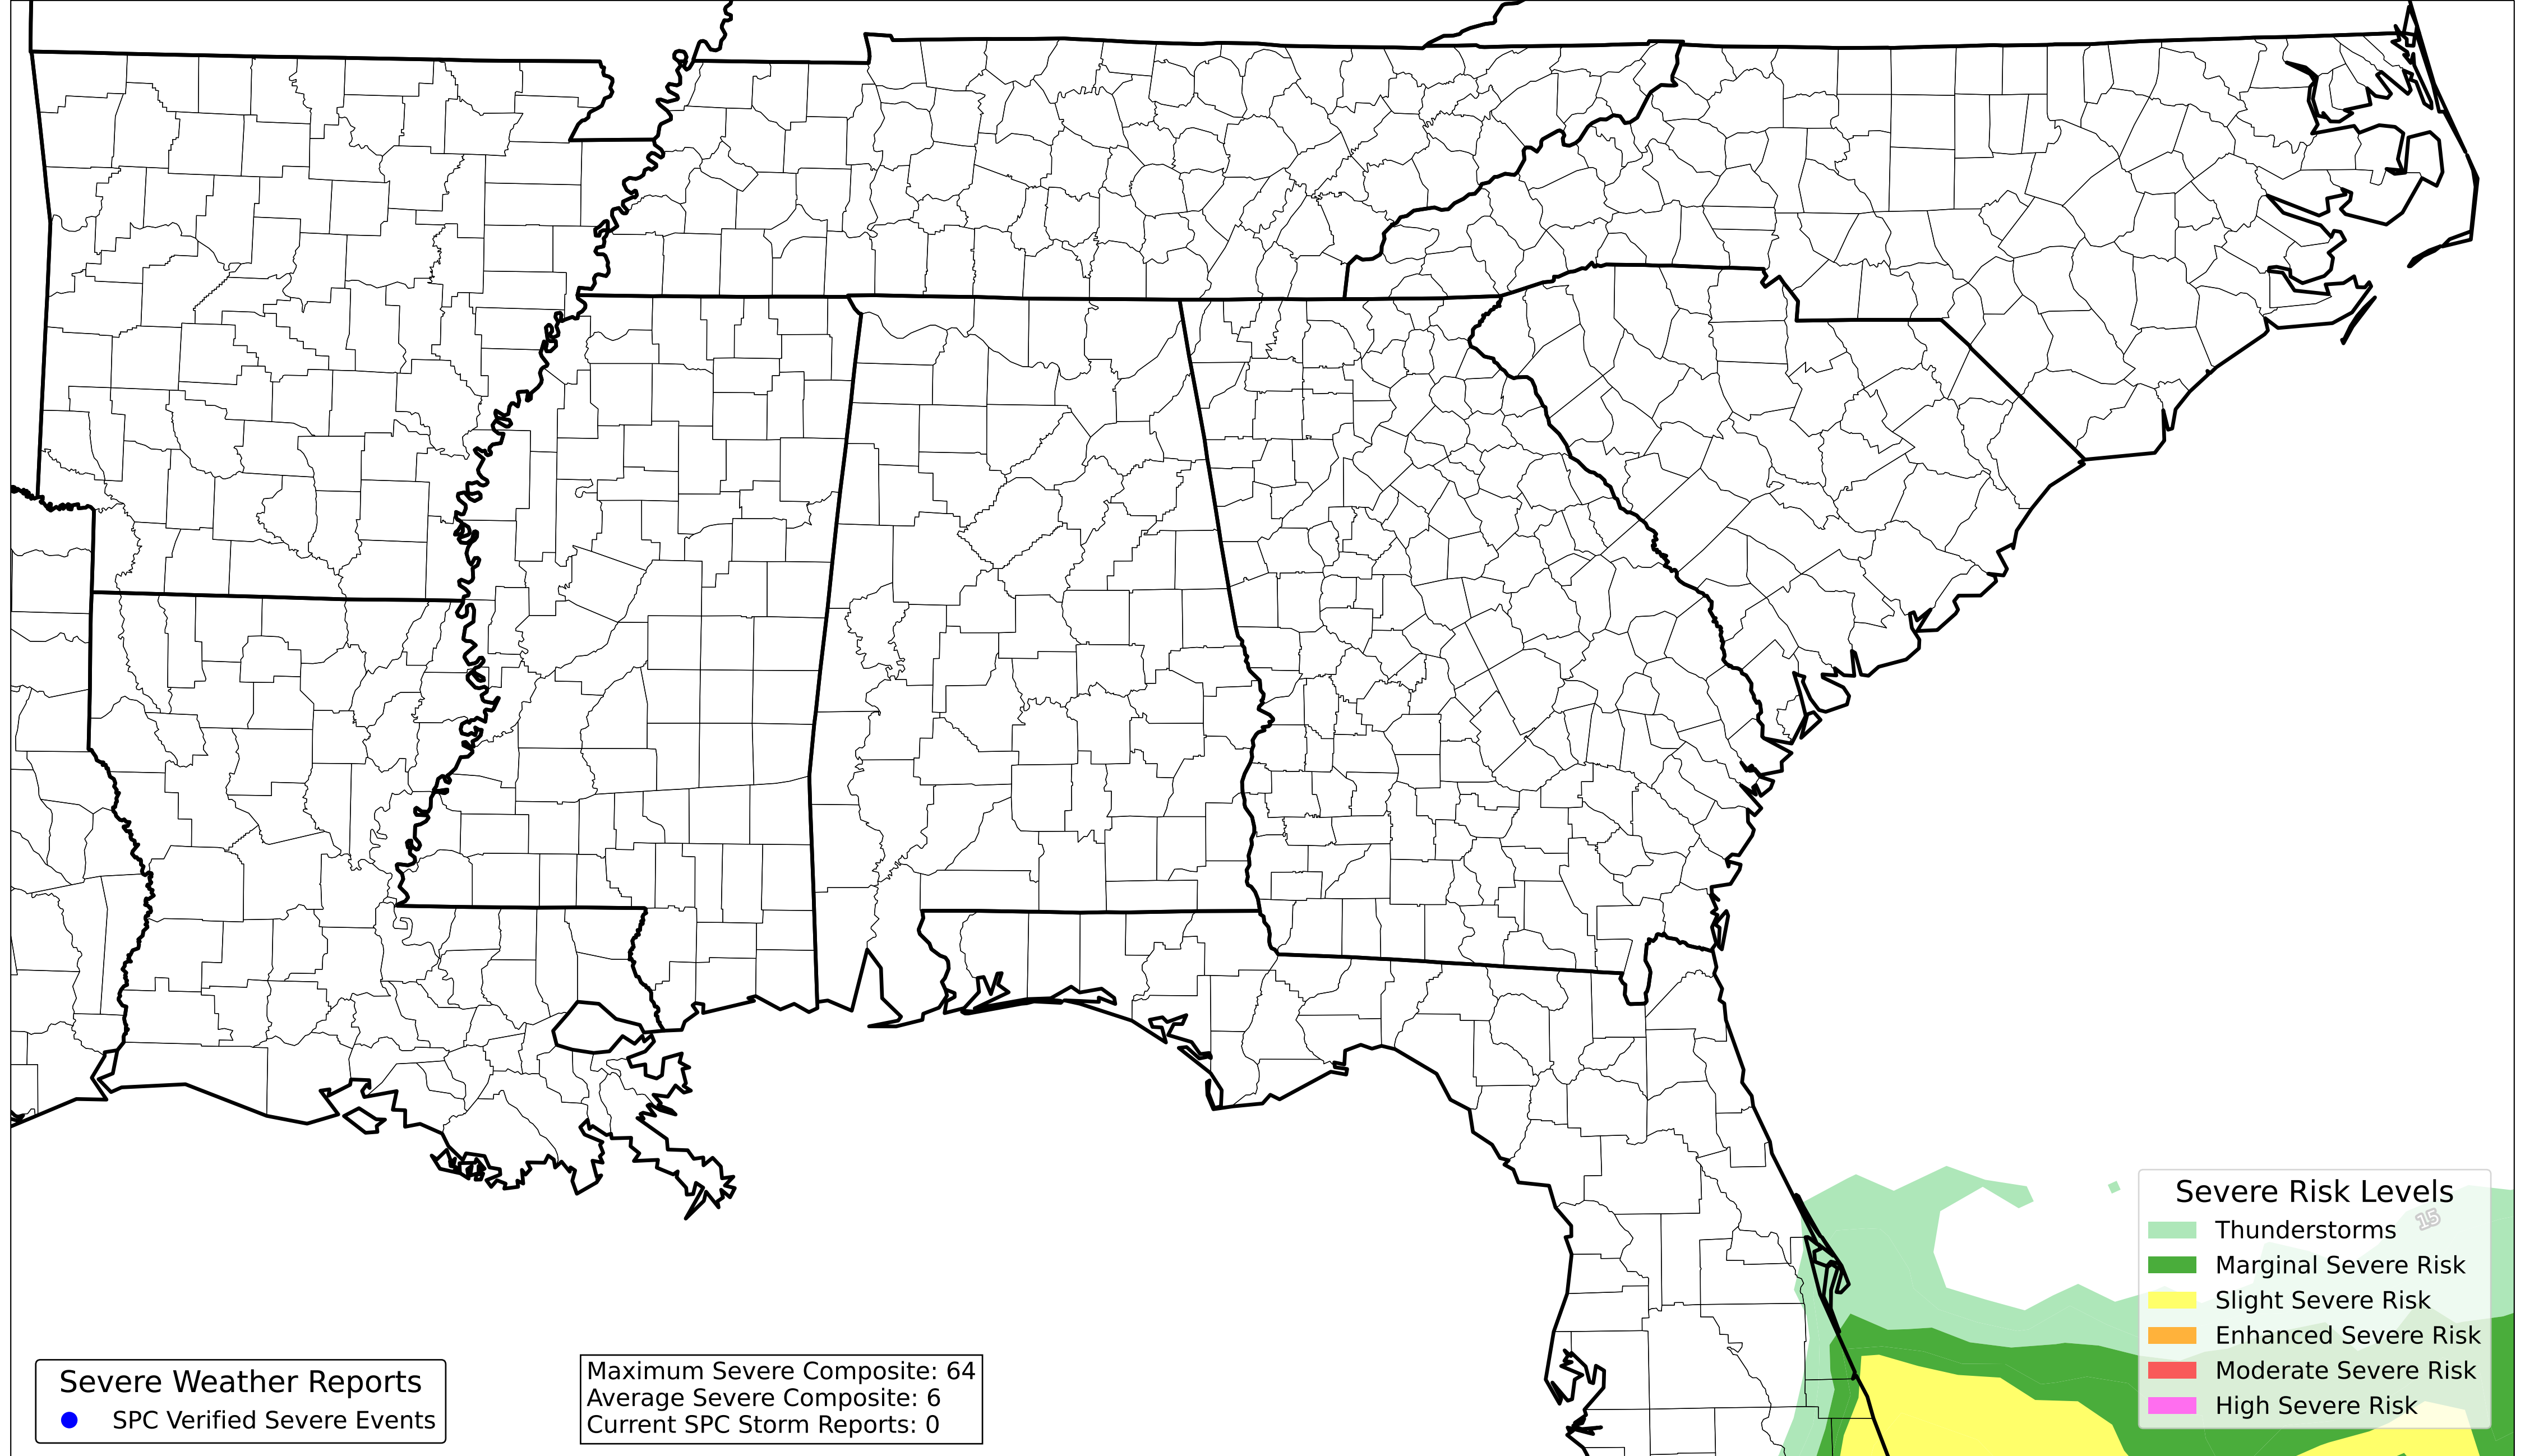 Severe Risk Levels
15
Thunderstorms
Marginal Severe Risk
Slight Severe Risk
Enhanced Severe Risk
Moderate Severe Risk
High Severe Risk
Severe Weather Reports
SPC Verified Severe Events
Maximum Severe Composite: 64
Average Severe Composite: 6
Current SPC Storm Reports: 0